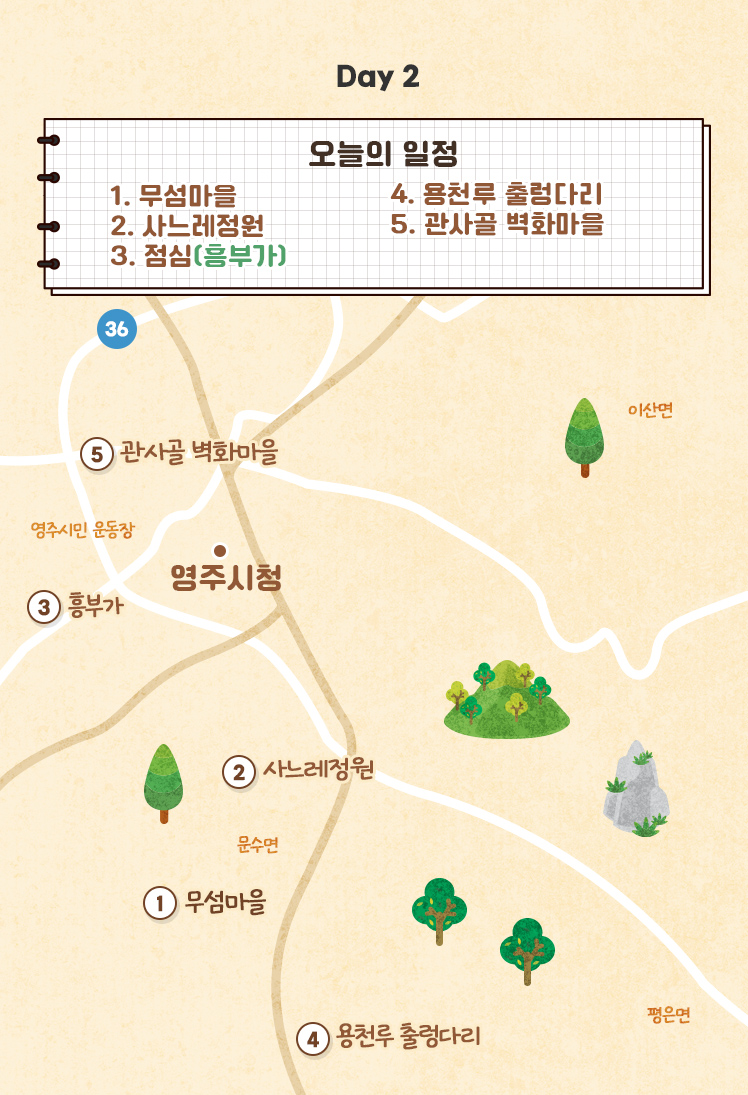 Day 2
오늘의 일정
1. 무섬마을
2. 사느레정원
3. 점심(흥부가)
4. 용천루 출렁다리
5. 관사골 벽화마을
36
이산면
5 관사골 벽화마을
영주시민 운동장
영주시청
3 흥부가
2 사느레정원
문수면
1 무섬마을
평은면
4 용천루 출렁다리